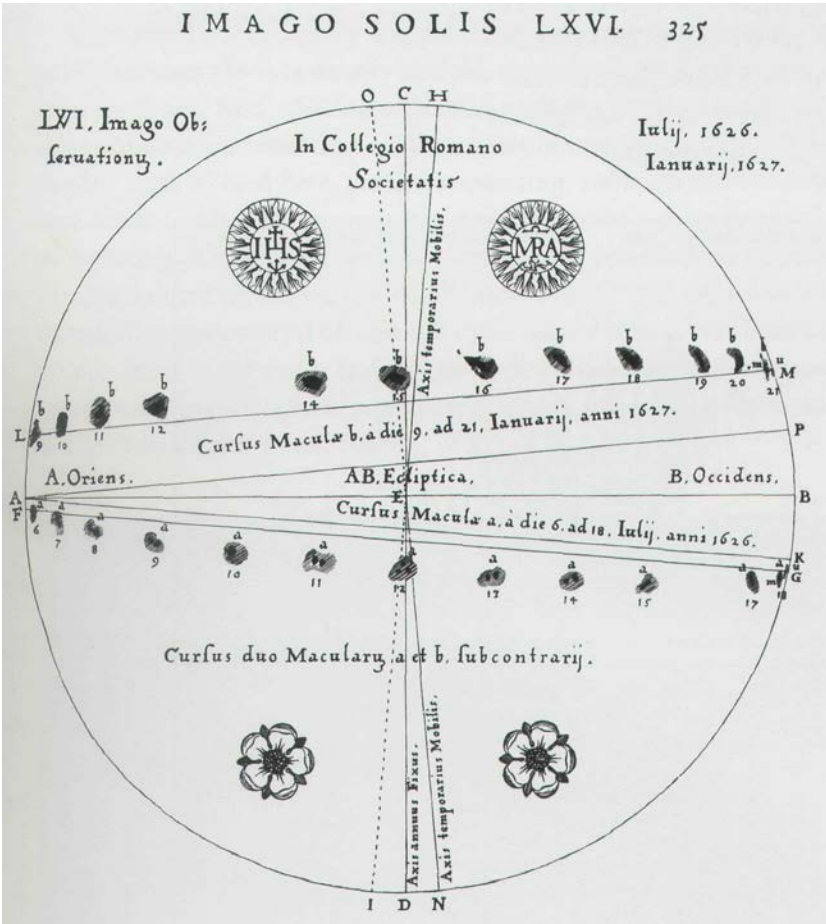 IMAGO SOLIS LXVI. 325
O C H
LVI. Imago Ob:
seruationũ.
In Collegio Romano
Societatis
Iulij. 1626.
Ianuarij. 1627.
IHS
MRA
Axis temporarius Mobilis.
b b b b b b b b b b b b
u
L
9 10 11 12 14 15 16 17 18 19 20 m 21
M
Cursus Maculæ b, à die 9. ad 21. Ianuarij, anni 1627.
P
A. Oriens. AB. Ecliptica. B. Occidens.
A E B
Cursus Maculæ a, à die 6. ad 18. Iulij, anni 1626.
F K
a a a a a a a a a a a a
u G
6 7 8 9 10 11 12 13 14 15 17 m 18
Cursus duo Macularũ a et b. subcontrarij.
Axis annuus Fixus.
Axis temporarius Mobilis.
I D N